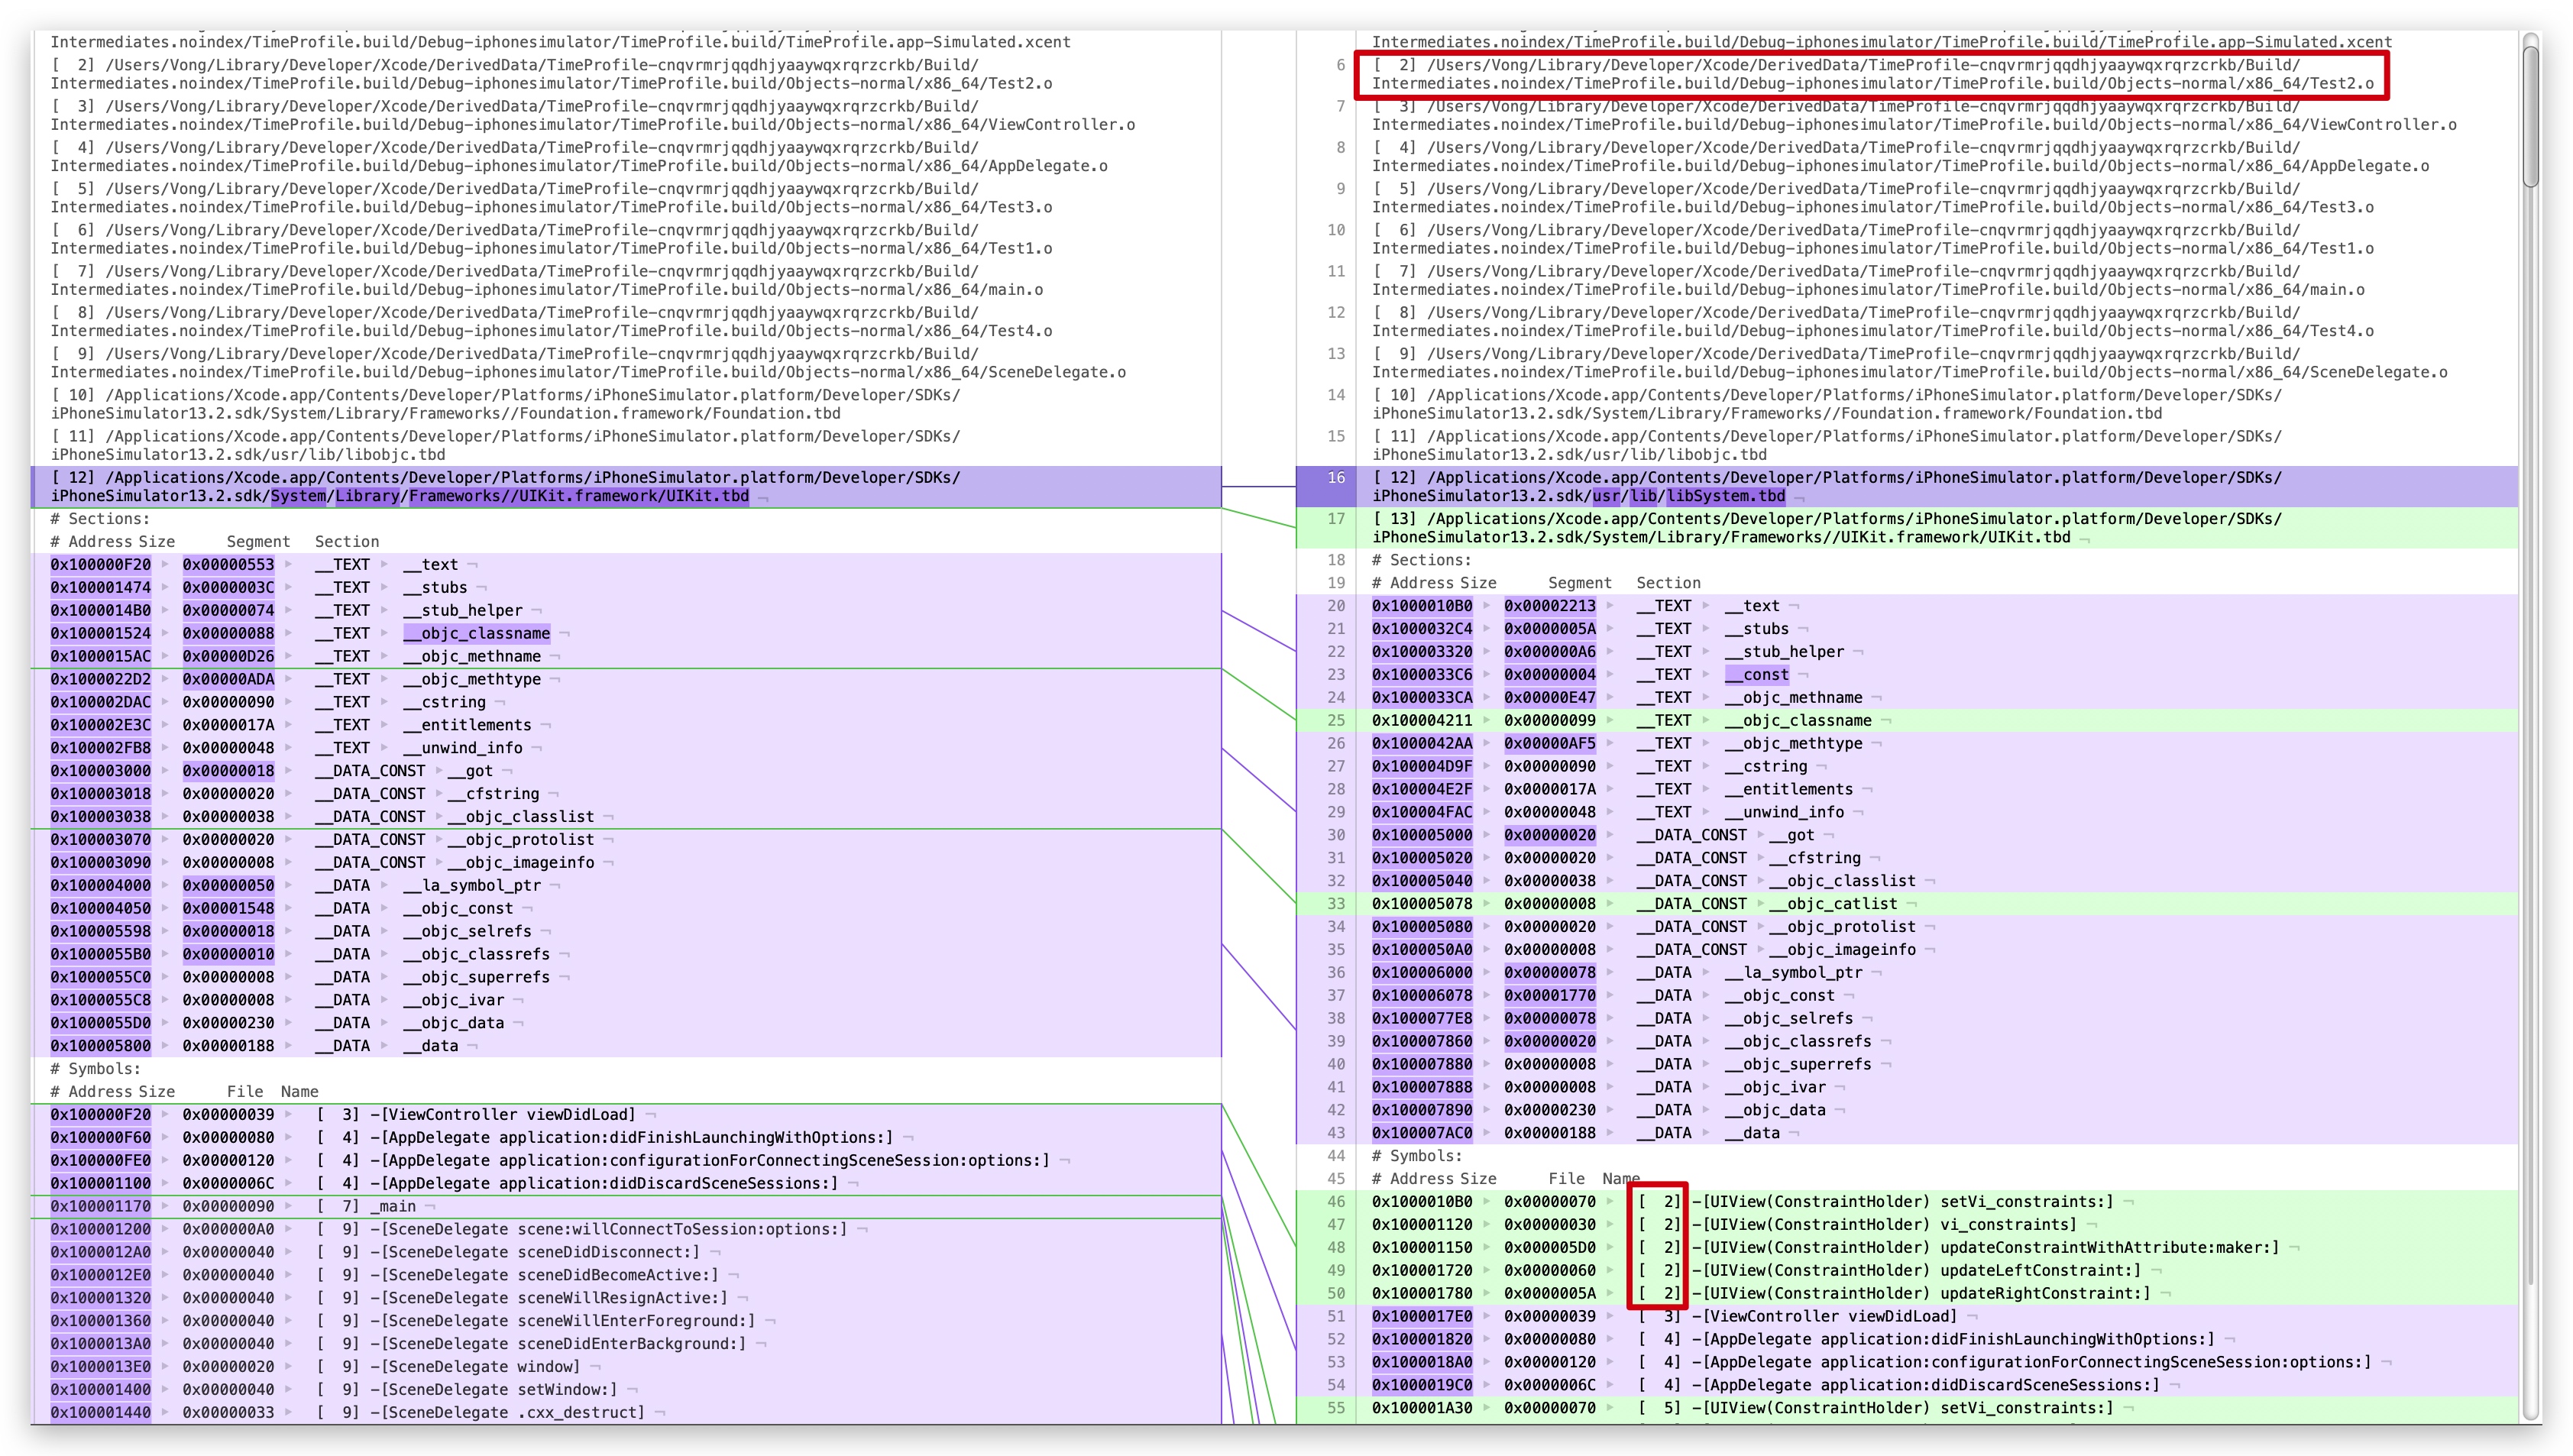 Intermediates.noindex/TimeProfile.build/Debug-iphonesimulator/TimeProfile.build/TimeProfile.app-Simulated.xcent
[  2] /Users/Vong/Library/Developer/Xcode/DerivedData/TimeProfile-cnqvrmrjqqdhjyaaywqxrqrzcrkb/Build/
Intermediates.noindex/TimeProfile.build/Debug-iphonesimulator/TimeProfile.build/Objects-normal/x86_64/Test2.o
[  3] /Users/Vong/Library/Developer/Xcode/DerivedData/TimeProfile-cnqvrmrjqqdhjyaaywqxrqrzcrkb/Build/
Intermediates.noindex/TimeProfile.build/Debug-iphonesimulator/TimeProfile.build/Objects-normal/x86_64/ViewController.o
[  4] /Users/Vong/Library/Developer/Xcode/DerivedData/TimeProfile-cnqvrmrjqqdhjyaaywqxrqrzcrkb/Build/
Intermediates.noindex/TimeProfile.build/Debug-iphonesimulator/TimeProfile.build/Objects-normal/x86_64/AppDelegate.o
[  5] /Users/Vong/Library/Developer/Xcode/DerivedData/TimeProfile-cnqvrmrjqqdhjyaaywqxrqrzcrkb/Build/
Intermediates.noindex/TimeProfile.build/Debug-iphonesimulator/TimeProfile.build/Objects-normal/x86_64/Test3.o
[  6] /Users/Vong/Library/Developer/Xcode/DerivedData/TimeProfile-cnqvrmrjqqdhjyaaywqxrqrzcrkb/Build/
Intermediates.noindex/TimeProfile.build/Debug-iphonesimulator/TimeProfile.build/Objects-normal/x86_64/Test1.o
[  7] /Users/Vong/Library/Developer/Xcode/DerivedData/TimeProfile-cnqvrmrjqqdhjyaaywqxrqrzcrkb/Build/
Intermediates.noindex/TimeProfile.build/Debug-iphonesimulator/TimeProfile.build/Objects-normal/x86_64/main.o
[  8] /Users/Vong/Library/Developer/Xcode/DerivedData/TimeProfile-cnqvrmrjqqdhjyaaywqxrqrzcrkb/Build/
Intermediates.noindex/TimeProfile.build/Debug-iphonesimulator/TimeProfile.build/Objects-normal/x86_64/Test4.o
[  9] /Users/Vong/Library/Developer/Xcode/DerivedData/TimeProfile-cnqvrmrjqqdhjyaaywqxrqrzcrkb/Build/
Intermediates.noindex/TimeProfile.build/Debug-iphonesimulator/TimeProfile.build/Objects-normal/x86_64/SceneDelegate.o
[ 10] /Applications/Xcode.app/Contents/Developer/Platforms/iPhoneSimulator.platform/Developer/SDKs/
iPhoneSimulator13.2.sdk/System/Library/Frameworks//Foundation.framework/Foundation.tbd
[ 11] /Applications/Xcode.app/Contents/Developer/Platforms/iPhoneSimulator.platform/Developer/SDKs/
iPhoneSimulator13.2.sdk/usr/lib/libobjc.tbd
[ 12] /Applications/Xcode.app/Contents/Developer/Platforms/iPhoneSimulator.platform/Developer/SDKs/
iPhoneSimulator13.2.sdk/System/Library/Frameworks//UIKit.framework/UIKit.tbd
# Sections:
# Address Size Segment Section
0x100000F20 0x00000553 __TEXT __text
0x100001474 0x0000003C __TEXT __stubs
0x1000014B0 0x00000074 __TEXT __stub_helper
0x100001524 0x00000088 __TEXT __objc_classname
0x1000015AC 0x00000D26 __TEXT __objc_methname
0x1000022D2 0x00000ADA __TEXT __objc_methtype
0x100002DAC 0x00000090 __TEXT __cstring
0x100002E3C 0x0000017A __TEXT __entitlements
0x100002FB8 0x00000048 __TEXT __unwind_info
0x100003000 0x00000018 __DATA_CONST __got
0x100003018 0x00000020 __DATA_CONST __cfstring
0x100003038 0x00000038 __DATA_CONST __objc_classlist
0x100003070 0x00000020 __DATA_CONST __objc_protolist
0x100003090 0x00000008 __DATA_CONST __objc_imageinfo
0x100004000 0x00000050 __DATA __la_symbol_ptr
0x100004050 0x00001548 __DATA __objc_const
0x100005598 0x00000018 __DATA __objc_selrefs
0x1000055B0 0x00000010 __DATA __objc_classrefs
0x1000055C0 0x00000008 __DATA __objc_superrefs
0x1000055C8 0x00000008 __DATA __objc_ivar
0x1000055D0 0x00000230 __DATA __objc_data
0x100005800 0x00000188 __DATA __data
# Symbols:
# Address Size File Name
0x100000F20 0x00000039 [  3] -[ViewController viewDidLoad]
0x100000F60 0x00000080 [  4] -[AppDelegate application:didFinishLaunchingWithOptions:]
0x100000FE0 0x00000120 [  4] -[AppDelegate application:configurationForConnectingSceneSession:options:]
0x100001100 0x0000006C [  4] -[AppDelegate application:didDiscardSceneSessions:]
0x100001170 0x00000090 [  7] _main
0x100001200 0x000000A0 [  9] -[SceneDelegate scene:willConnectToSession:options:]
0x1000012A0 0x00000040 [  9] -[SceneDelegate sceneDidDisconnect:]
0x1000012E0 0x00000040 [  9] -[SceneDelegate sceneDidBecomeActive:]
0x100001320 0x00000040 [  9] -[SceneDelegate sceneWillResignActive:]
0x100001360 0x00000040 [  9] -[SceneDelegate sceneWillEnterForeground:]
0x1000013A0 0x00000040 [  9] -[SceneDelegate sceneDidEnterBackground:]
0x1000013E0 0x00000020 [  9] -[SceneDelegate window]
0x100001400 0x00000040 [  9] -[SceneDelegate setWindow:]
0x100001440 0x00000033 [  9] -[SceneDelegate .cxx_destruct]
Intermediates.noindex/TimeProfile.build/Debug-iphonesimulator/TimeProfile.build/TimeProfile.app-Simulated.xcent
6 [  2] /Users/Vong/Library/Developer/Xcode/DerivedData/TimeProfile-cnqvrmrjqqdhjyaaywqxrqrzcrkb/Build/
Intermediates.noindex/TimeProfile.build/Debug-iphonesimulator/TimeProfile.build/Objects-normal/x86_64/Test2.o
7 [  3] /Users/Vong/Library/Developer/Xcode/DerivedData/TimeProfile-cnqvrmrjqqdhjyaaywqxrqrzcrkb/Build/
Intermediates.noindex/TimeProfile.build/Debug-iphonesimulator/TimeProfile.build/Objects-normal/x86_64/ViewController.o
8 [  4] /Users/Vong/Library/Developer/Xcode/DerivedData/TimeProfile-cnqvrmrjqqdhjyaaywqxrqrzcrkb/Build/
Intermediates.noindex/TimeProfile.build/Debug-iphonesimulator/TimeProfile.build/Objects-normal/x86_64/AppDelegate.o
9 [  5] /Users/Vong/Library/Developer/Xcode/DerivedData/TimeProfile-cnqvrmrjqqdhjyaaywqxrqrzcrkb/Build/
Intermediates.noindex/TimeProfile.build/Debug-iphonesimulator/TimeProfile.build/Objects-normal/x86_64/Test3.o
10 [  6] /Users/Vong/Library/Developer/Xcode/DerivedData/TimeProfile-cnqvrmrjqqdhjyaaywqxrqrzcrkb/Build/
Intermediates.noindex/TimeProfile.build/Debug-iphonesimulator/TimeProfile.build/Objects-normal/x86_64/Test1.o
11 [  7] /Users/Vong/Library/Developer/Xcode/DerivedData/TimeProfile-cnqvrmrjqqdhjyaaywqxrqrzcrkb/Build/
Intermediates.noindex/TimeProfile.build/Debug-iphonesimulator/TimeProfile.build/Objects-normal/x86_64/main.o
12 [  8] /Users/Vong/Library/Developer/Xcode/DerivedData/TimeProfile-cnqvrmrjqqdhjyaaywqxrqrzcrkb/Build/
Intermediates.noindex/TimeProfile.build/Debug-iphonesimulator/TimeProfile.build/Objects-normal/x86_64/Test4.o
13 [  9] /Users/Vong/Library/Developer/Xcode/DerivedData/TimeProfile-cnqvrmrjqqdhjyaaywqxrqrzcrkb/Build/
Intermediates.noindex/TimeProfile.build/Debug-iphonesimulator/TimeProfile.build/Objects-normal/x86_64/SceneDelegate.o
14 [ 10] /Applications/Xcode.app/Contents/Developer/Platforms/iPhoneSimulator.platform/Developer/SDKs/
iPhoneSimulator13.2.sdk/System/Library/Frameworks//Foundation.framework/Foundation.tbd
15 [ 11] /Applications/Xcode.app/Contents/Developer/Platforms/iPhoneSimulator.platform/Developer/SDKs/
iPhoneSimulator13.2.sdk/usr/lib/libobjc.tbd
16 [ 12] /Applications/Xcode.app/Contents/Developer/Platforms/iPhoneSimulator.platform/Developer/SDKs/
iPhoneSimulator13.2.sdk/usr/lib/libSystem.tbd
17 [ 13] /Applications/Xcode.app/Contents/Developer/Platforms/iPhoneSimulator.platform/Developer/SDKs/
iPhoneSimulator13.2.sdk/System/Library/Frameworks//UIKit.framework/UIKit.tbd
18 # Sections:
19 # Address Size Segment Section
20 0x1000010B0 0x00002213 __TEXT __text
21 0x1000032C4 0x0000005A __TEXT __stubs
22 0x100003320 0x000000A6 __TEXT __stub_helper
23 0x1000033C6 0x00000004 __TEXT __const
24 0x1000033CA 0x00000E47 __TEXT __objc_methname
25 0x100004211 0x00000099 __TEXT __objc_classname
26 0x1000042AA 0x00000AF5 __TEXT __objc_methtype
27 0x100004D9F 0x00000090 __TEXT __cstring
28 0x100004E2F 0x0000017A __TEXT __entitlements
29 0x100004FAC 0x00000048 __TEXT __unwind_info
30 0x100005000 0x00000020 __DATA_CONST __got
31 0x100005020 0x00000020 __DATA_CONST __cfstring
32 0x100005040 0x00000038 __DATA_CONST __objc_classlist
33 0x100005078 0x00000008 __DATA_CONST __objc_catlist
34 0x100005080 0x00000020 __DATA_CONST __objc_protolist
35 0x1000050A0 0x00000008 __DATA_CONST __objc_imageinfo
36 0x100006000 0x00000078 __DATA __la_symbol_ptr
37 0x100006078 0x00001770 __DATA __objc_const
38 0x1000077E8 0x00000078 __DATA __objc_selrefs
39 0x100007860 0x00000020 __DATA __objc_classrefs
40 0x100007880 0x00000008 __DATA __objc_superrefs
41 0x100007888 0x00000008 __DATA __objc_ivar
42 0x100007890 0x00000230 __DATA __objc_data
43 0x100007AC0 0x00000188 __DATA __data
44 # Symbols:
45 # Address Size File Name
46 0x1000010B0 0x00000070 [  2] -[UIView(ConstraintHolder) setVi_constraints:]
47 0x100001120 0x00000030 [  2] -[UIView(ConstraintHolder) vi_constraints]
48 0x100001150 0x000005D0 [  2] -[UIView(ConstraintHolder) updateConstraintWithAttribute:maker:]
49 0x100001720 0x00000060 [  2] -[UIView(ConstraintHolder) updateLeftConstraint:]
50 0x100001780 0x0000005A [  2] -[UIView(ConstraintHolder) updateRightConstraint:]
51 0x1000017E0 0x00000039 [  3] -[ViewController viewDidLoad]
52 0x100001820 0x00000080 [  4] -[AppDelegate application:didFinishLaunchingWithOptions:]
53 0x1000018A0 0x00000120 [  4] -[AppDelegate application:configurationForConnectingSceneSession:options:]
54 0x1000019C0 0x0000006C [  4] -[AppDelegate application:didDiscardSceneSessions:]
55 0x100001A30 0x00000070 [  5] -[UIView(ConstraintHolder) setVi_constraints:]